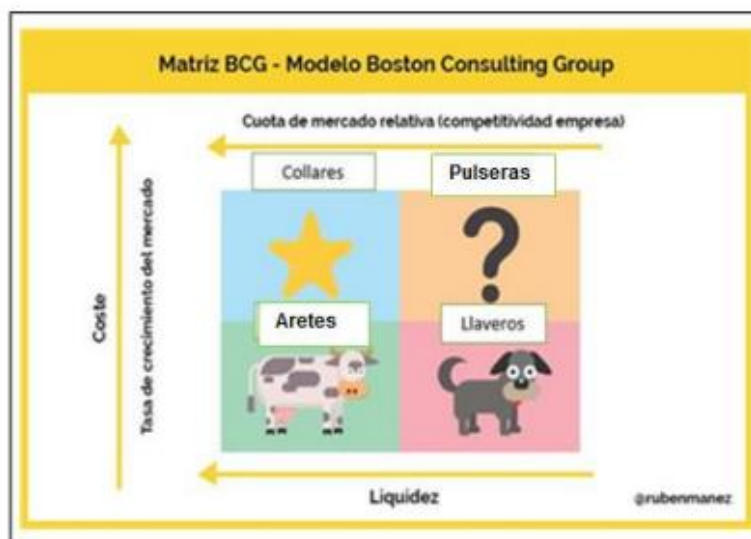 Matriz BCG - Modelo Boston Consulting Group
Cuota de mercado relativa (competitividad empresa)
Collares
Pulseras
?
Coste
Tasa de crecimiento del mercado
Aretes
Llaveros
Liquidez
@rubenmanez